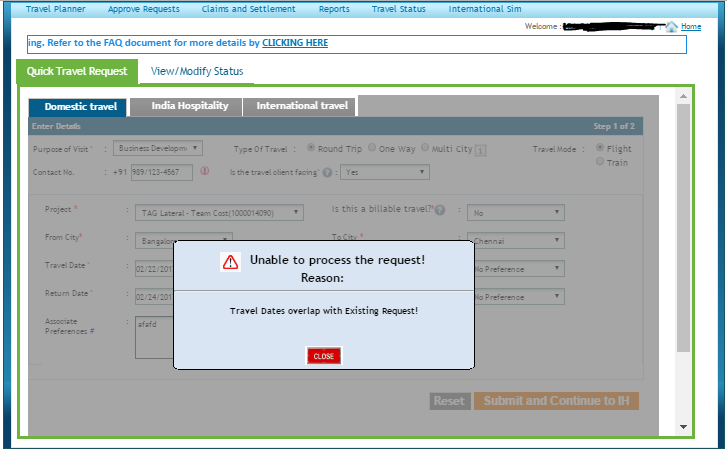 Travel Planner Approve Requests Claims and Settlement Reports Travel Status International Sim
Welcome : Home
ing. Refer to the FAQ document for more details by CLICKING HERE
Quick Travel Request View/Modify Status
Domestic travel India Hospitality International travel
Enter Details Step 1 of 2
Purpose of Visit * : Business Developm Type Of Travel : Round Trip One Way Multi City i Travel Mode : Flight
Train
Contact No. : +91 989/123-4567 Is the travel client facing * ? : Yes
Project * : TAG Lateral - Team Cost(1000014090) Is this a billable travel?* ? : No
From City* : Bangalor To City * Chennai
Travel Date * : 02/22/201 No Preference
Return Date * : 02/24/201 No Preference
Associate : afafd
Preferences #
Unable to process the request!
Reason:
Travel Dates overlap with Existing Request!
CLOSE
Reset Submit and Continue to IH